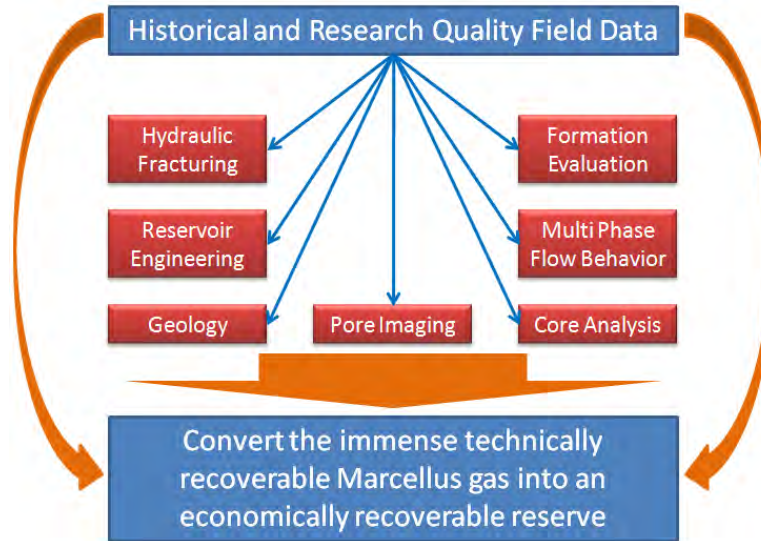 Historical and Research Quality Field Data
Hydraulic
Fracturing
Formation
Evaluation
Reservoir
Engineering
Multi Phase
Flow Behavior
Geology
Pore Imaging
Core Analysis
Convert the immense technically
recoverable Marcellus gas into an
economically recoverable reserve